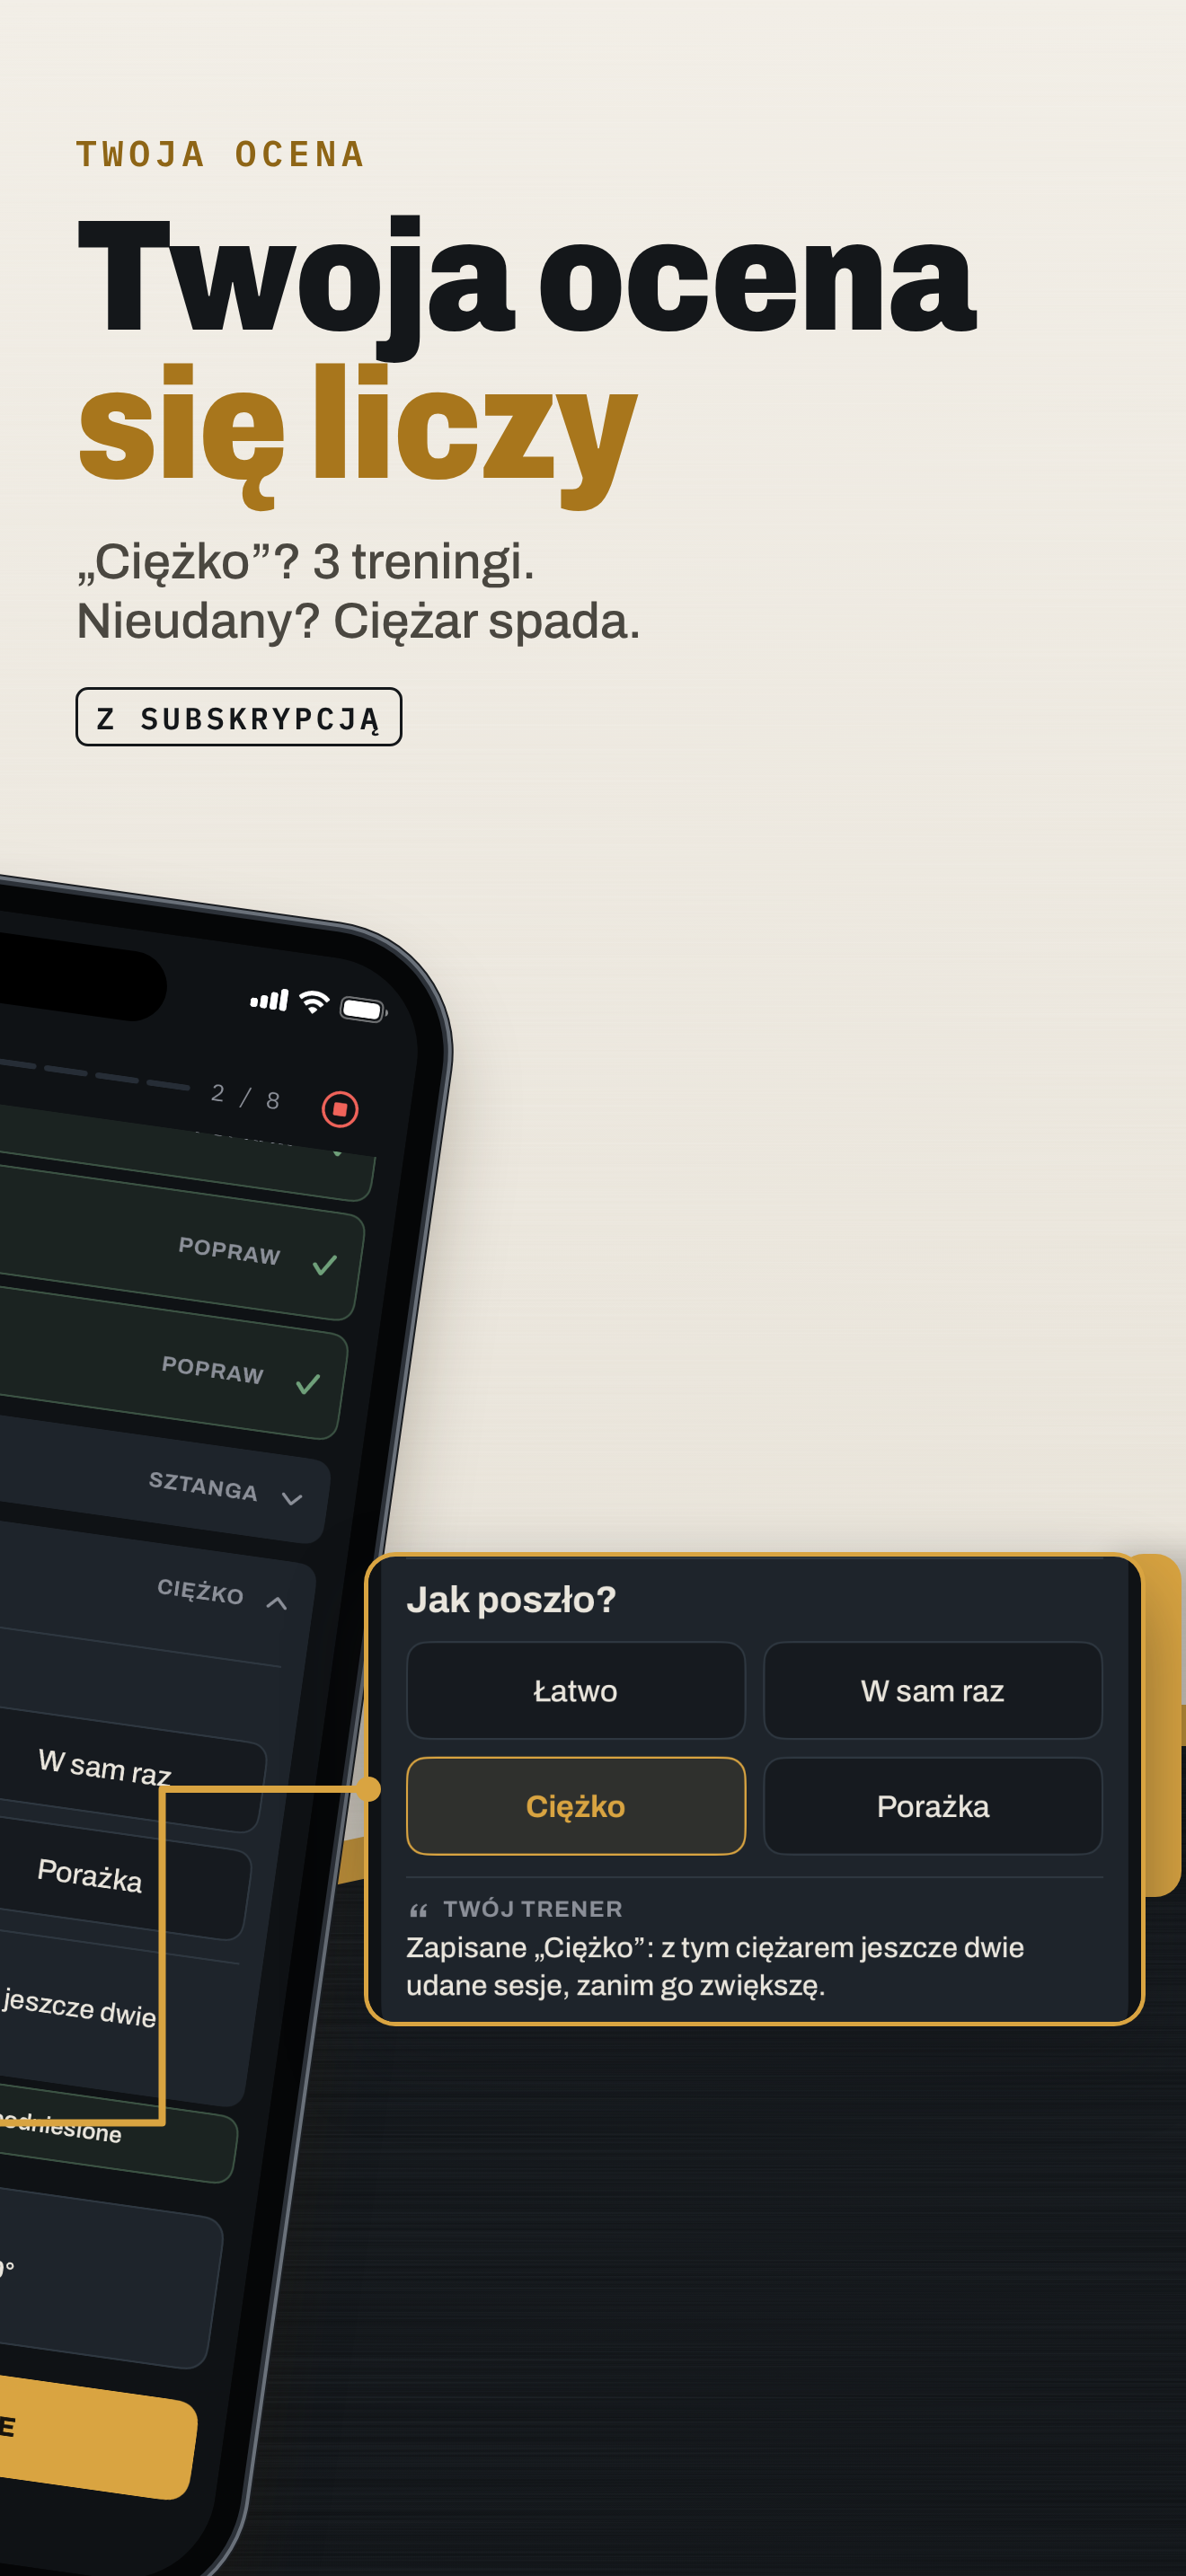 TWOJA OCENA
Twoja ocena
się liczy
„Ciężko”? 3 treningi.
Nieudany? Ciężar spada.
Z SUBSKRYPCJĄ
2 / 8
POPRAW
POPRAW
SZTANGA
CIĘŻKO
W sam raz
Porażka
jeszcze dwie
Jak poszło?
Łatwo
W sam raz
Ciężko
Porażka
“ TWÓJ TRENER
Zapisane „Ciężko”: z tym ciężarem jeszcze dwie
udane sesje, zanim go zwiększę.